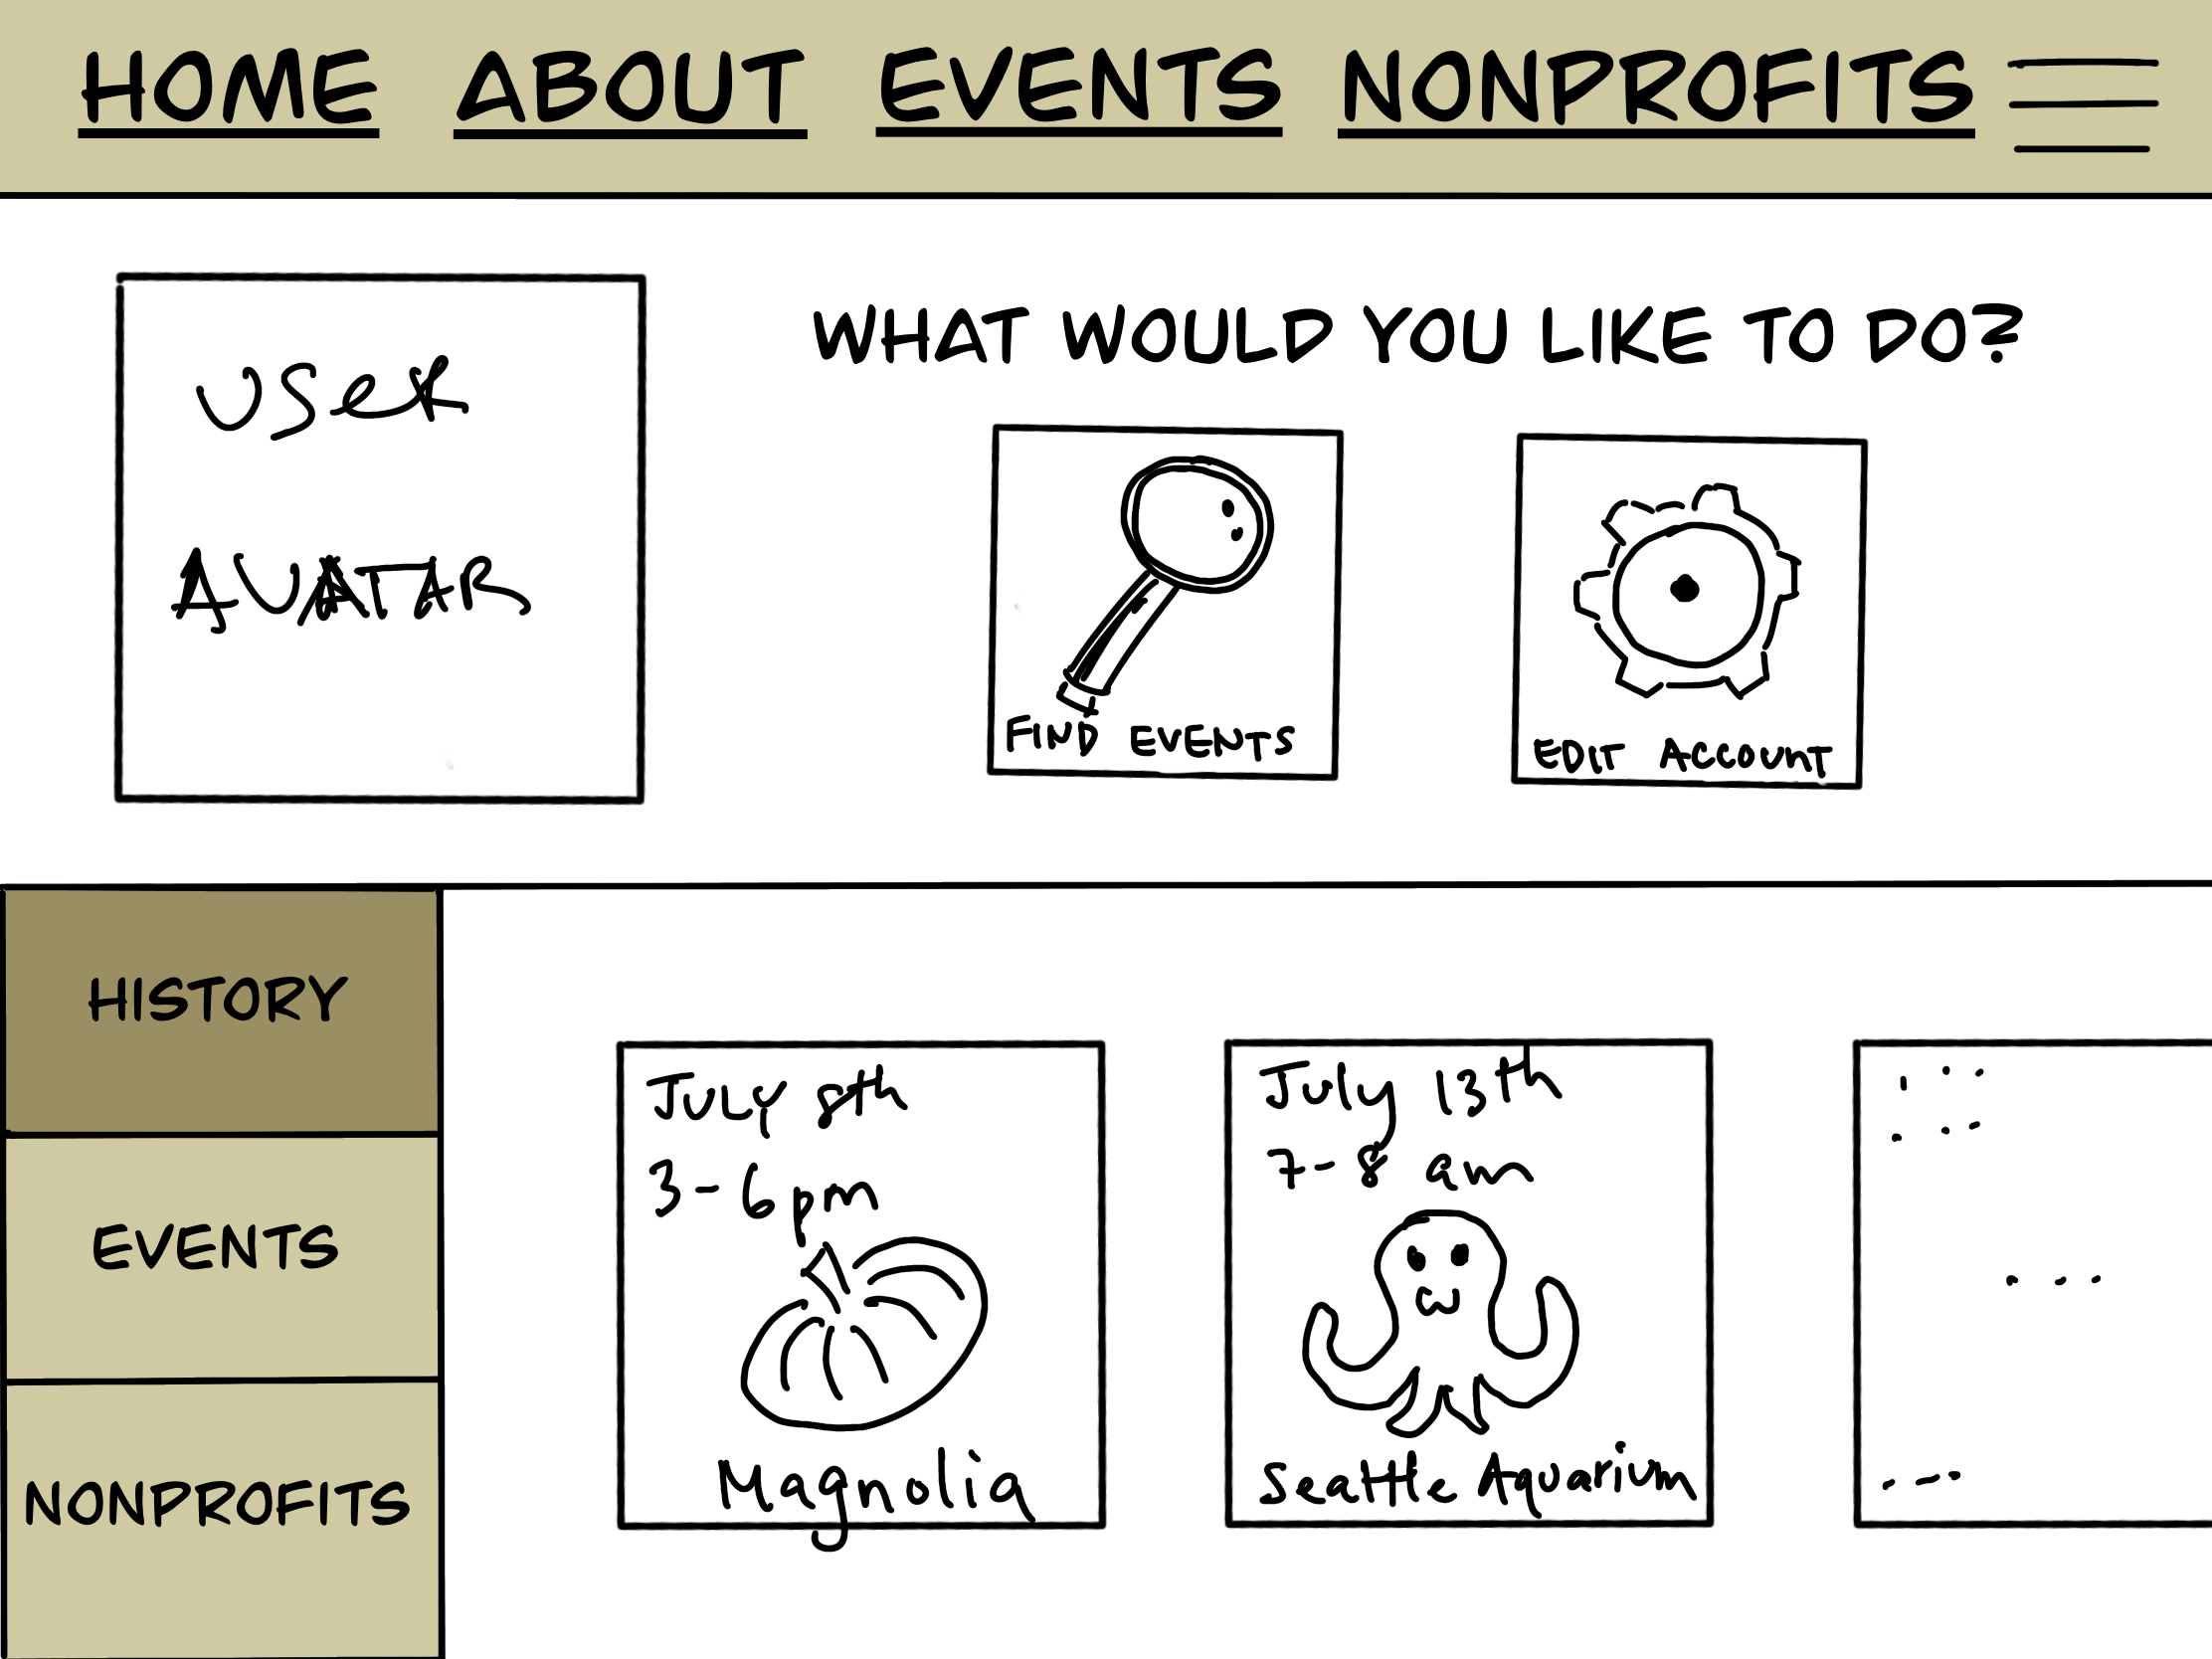 HOME ABOUT EVENTS NONPROFITS
USER
AVATAR
WHAT WOULD YOU LIKE TO DO?
FIND EVENTS
EDIT ACCOUNT
HISTORY
EVENTS
NONPROFITS
July 8th
3-6pm
Magnolia
July 13th
7-8 am
Seattle Aquarium